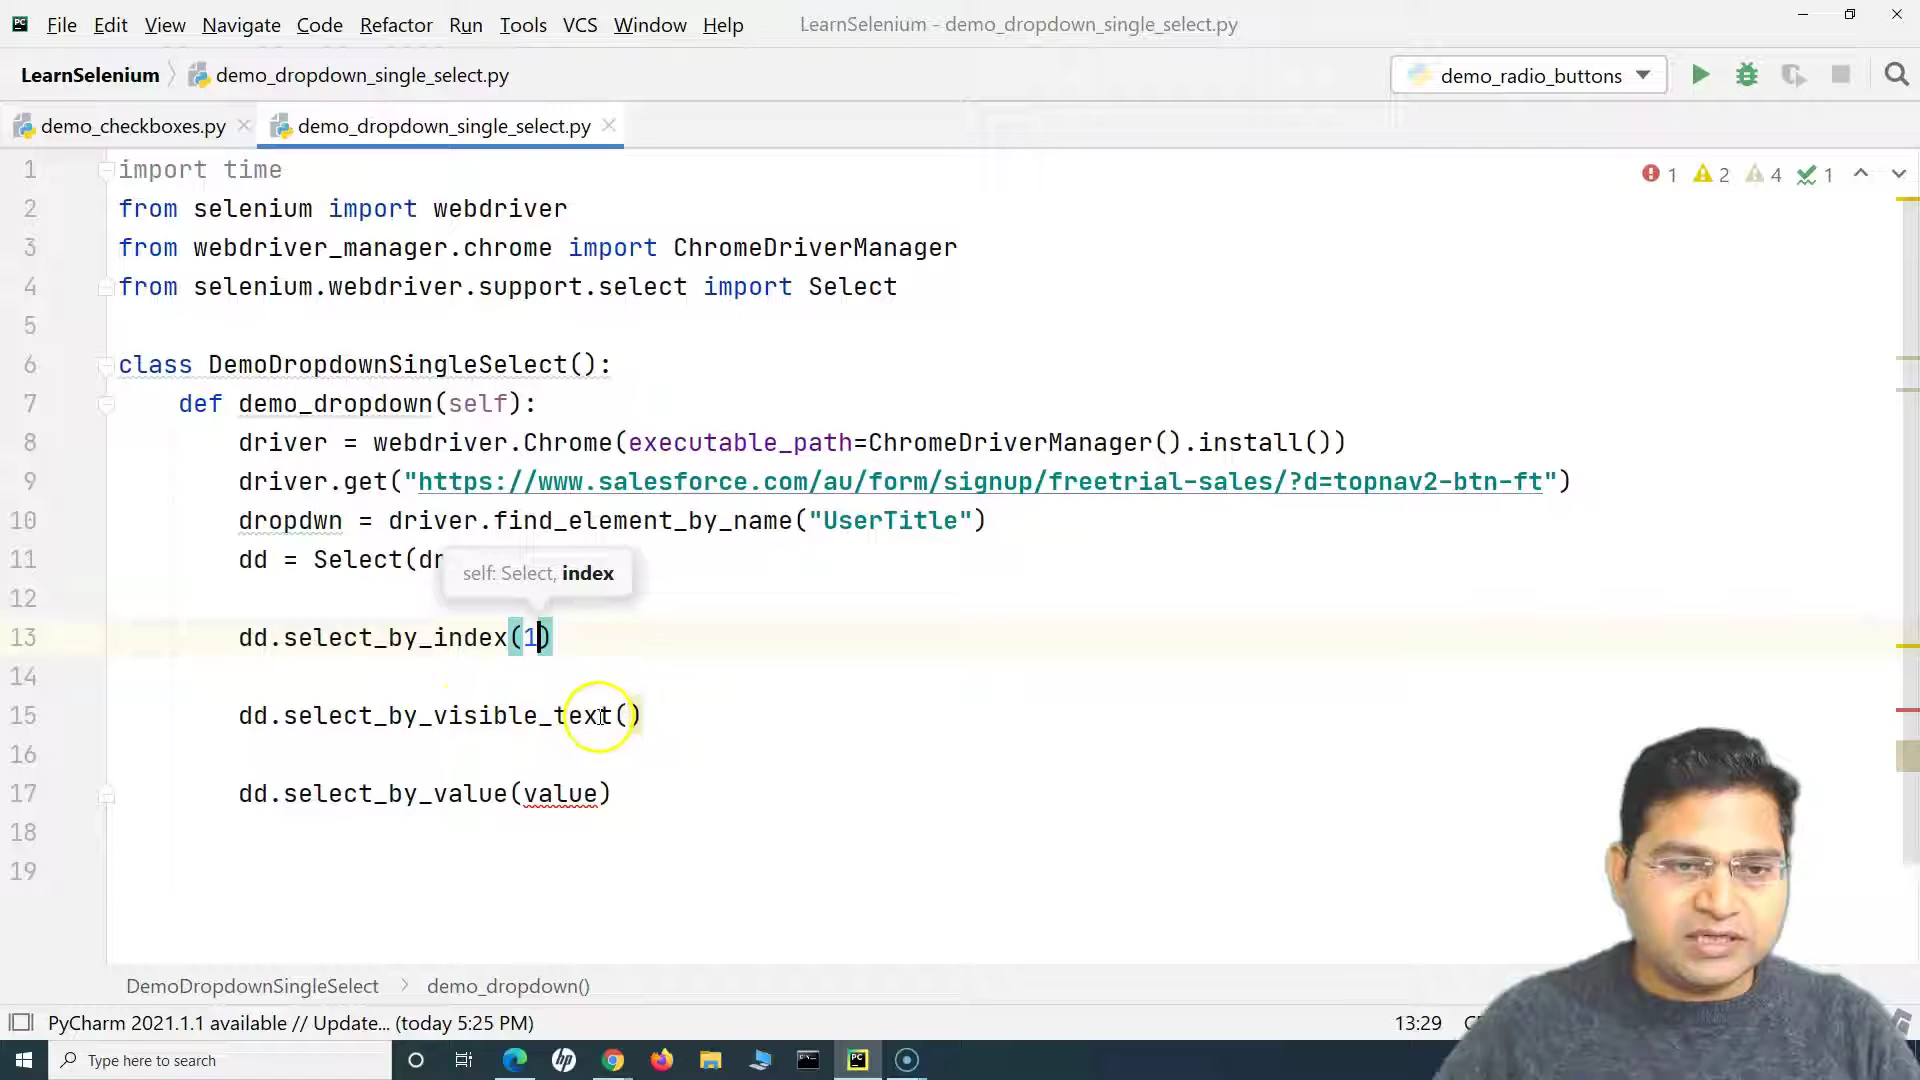 File Edit View Navigate Code Refactor Run Tools VCS Window Help LearnSelenium - demo_dropdown_single_select.py
LearnSelenium demo_dropdown_single_select.py demo_radio_buttons
demo_checkboxes.py demo_dropdown_single_select.py
1 import time
1 2 4 1
2 from selenium import webdriver
3 from webdriver_manager.chrome import ChromeDriverManager
4 from selenium.webdriver.support.select import Select
5
6 class DemoDropdownSingleSelect():
7 def demo_dropdown(self):
8 driver = webdriver.Chrome(executable_path=ChromeDriverManager().install())
9 driver.get("https://www.salesforce.com/au/form/signup/freetrial-sales/?d=topnav2-btn-ft")
10 dropdwn = driver.find_element_by_name("UserTitle")
11 dd = Select(dr
self: Select, index
12
13 dd.select_by_index(1)
14
15 dd.select_by_visible_text()
16
17 dd.select_by_value(value)
18
19
DemoDropdownSingleSelect demo_dropdown()
PyCharm 2021.1.1 available // Update... (today 5:25 PM) 13:29
Type here to search